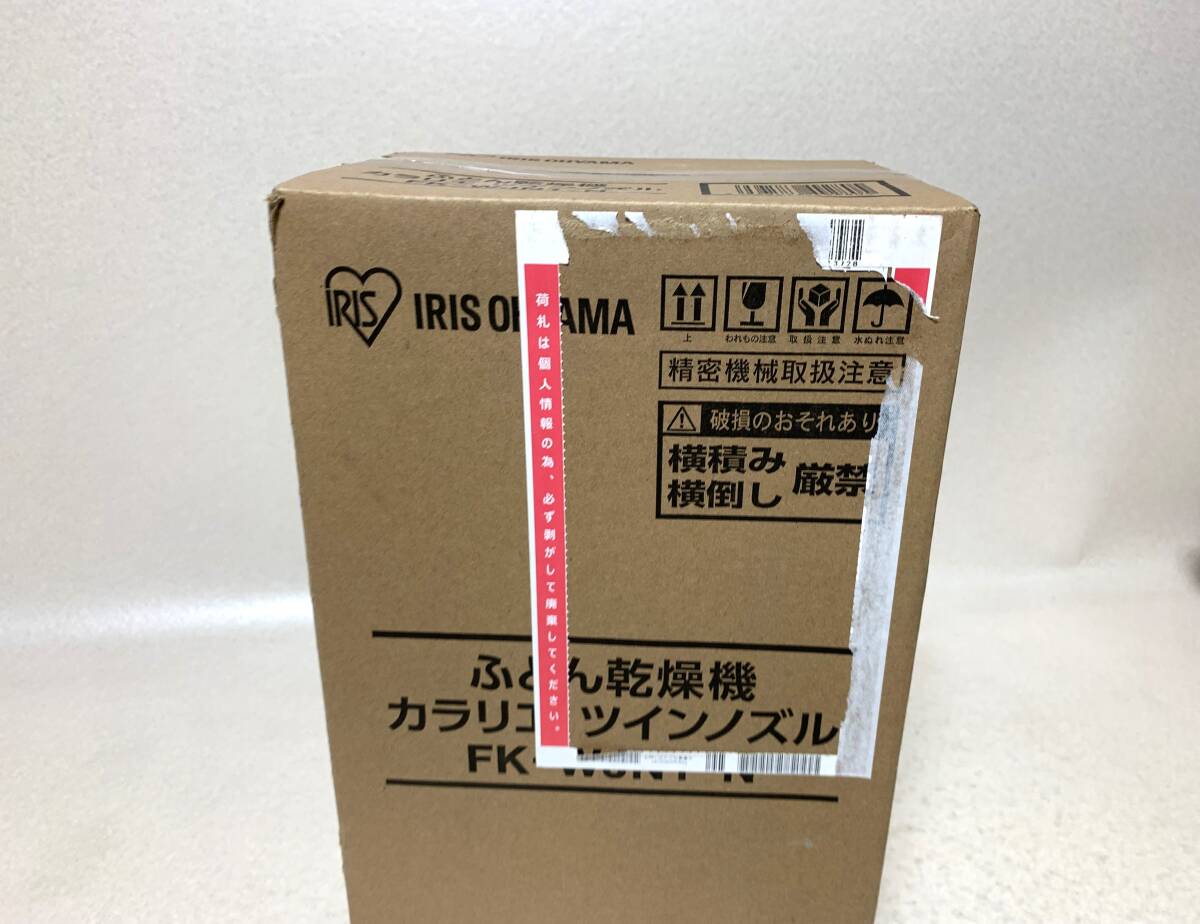 IRIS OHYAMA
IRIS
IRIS OHYAMA
上
われもの注意
取扱注意
水ぬれ注意
精密機械取扱注意
破損のおそれあり
横積み
横倒し
厳禁
荷札は個人情報の為、必ず剥がして廃棄してください。
ふとん乾燥機
カラリエ ツインノズル